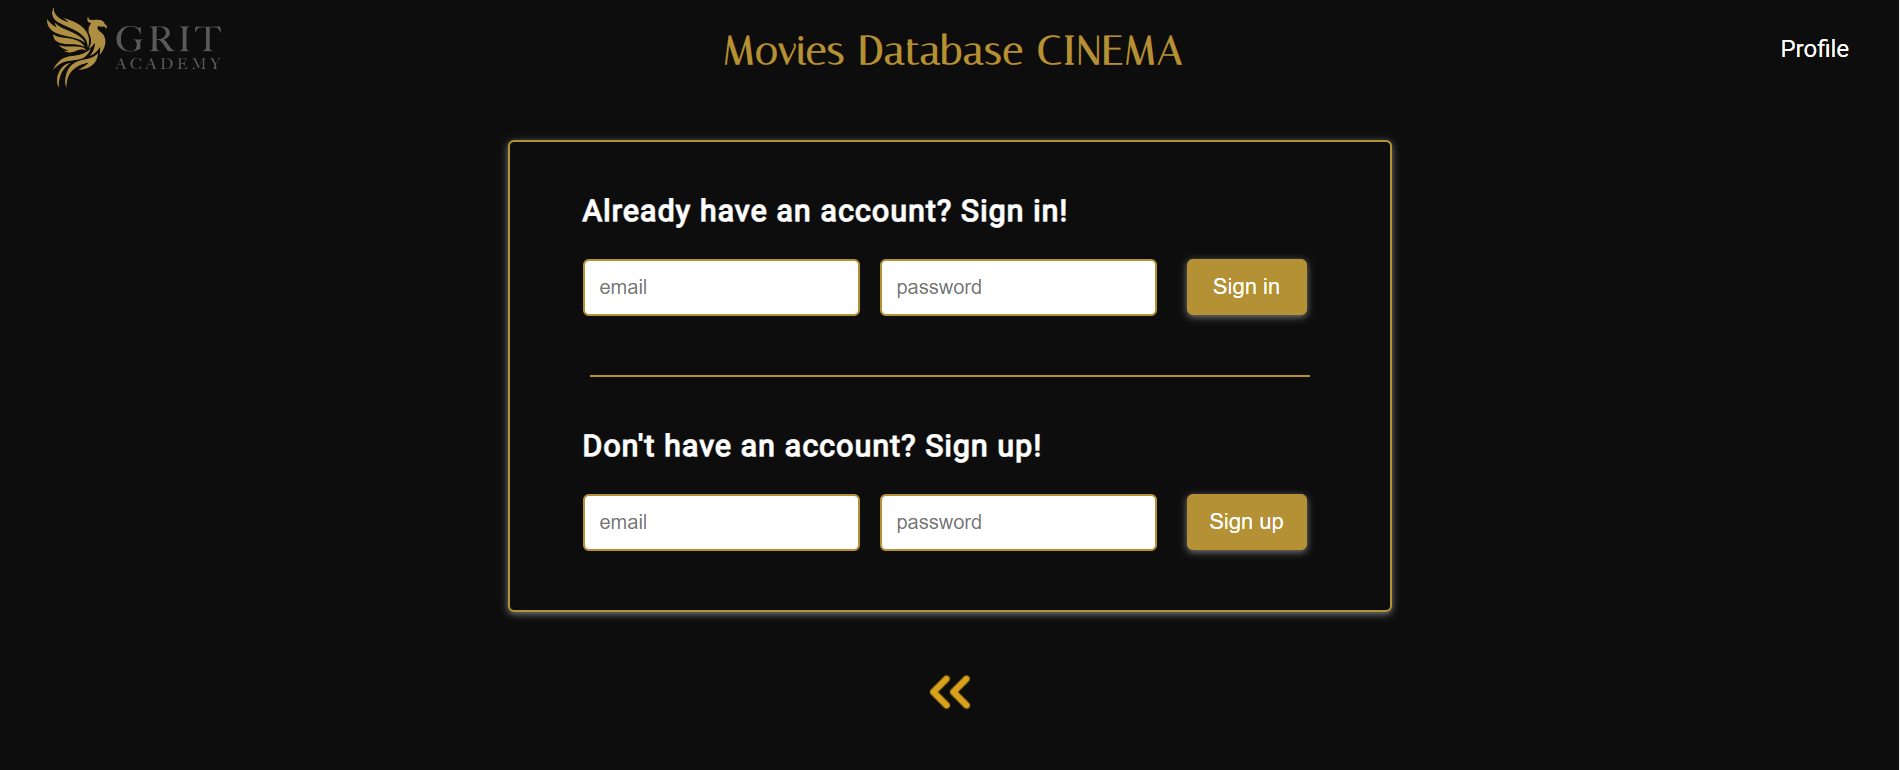 GRIT
ACADEMY
Movies Database CINEMA
Profile
Already have an account? Sign in!
email
password
Sign in
Don't have an account? Sign up!
email
password
Sign up